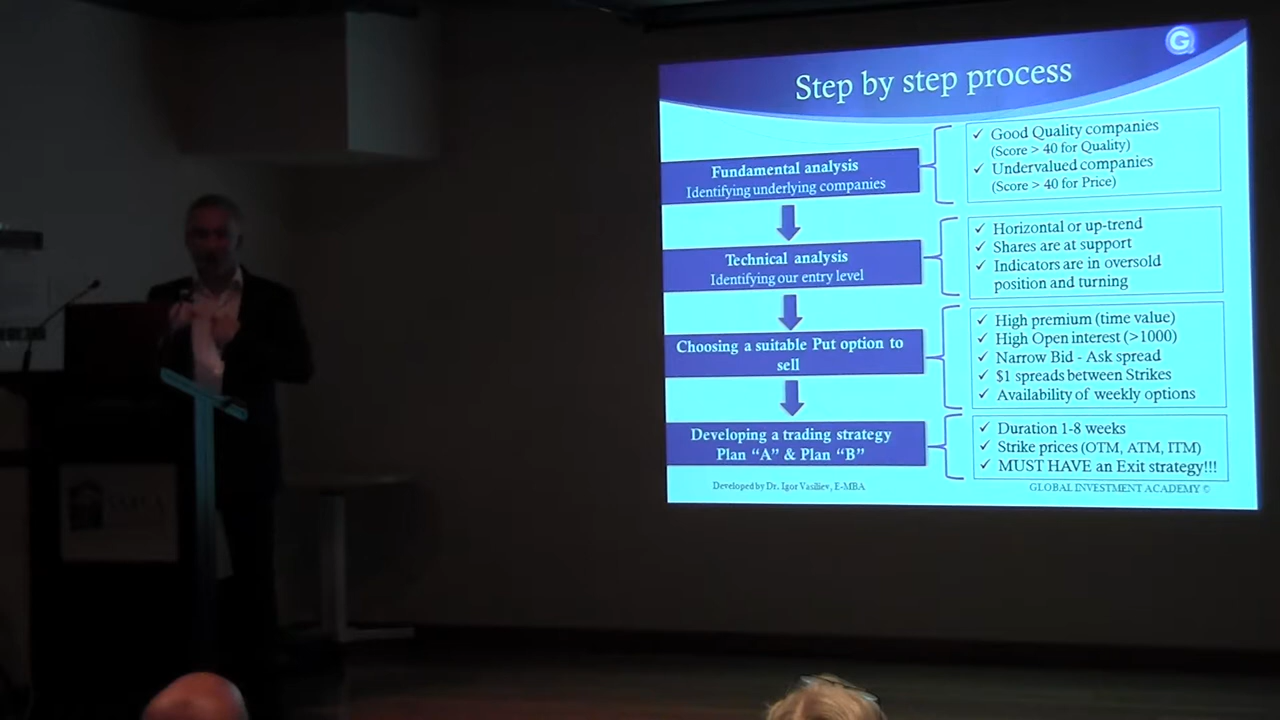 G
Step by step process
Fundamental analysis
Identifying underlying companies
✓ Good Quality companies
(Score > 40 for Quality)
✓ Undervalued companies
(Score > 40 for Price)
Technical analysis
Identifying our entry level
✓ Horizontal or up-trend
✓ Shares are at support
✓ Indicators are in oversold
position and turning
Choosing a suitable Put option to
sell
✓ High premium (time value)
✓ High Open interest (>1000)
✓ Narrow Bid - Ask spread
✓ $1 spreads between Strikes
✓ Availability of weekly options
Developing a trading strategy
Plan “A” & Plan “B”
✓ Duration 1-8 weeks
✓ Strike prices (OTM, ATM, ITM)
✓ MUST HAVE an Exit strategy!!!
Developed by Dr. Igor Vasiliev, E-MBA
GLOBAL INVESTMENT ACADEMY ©